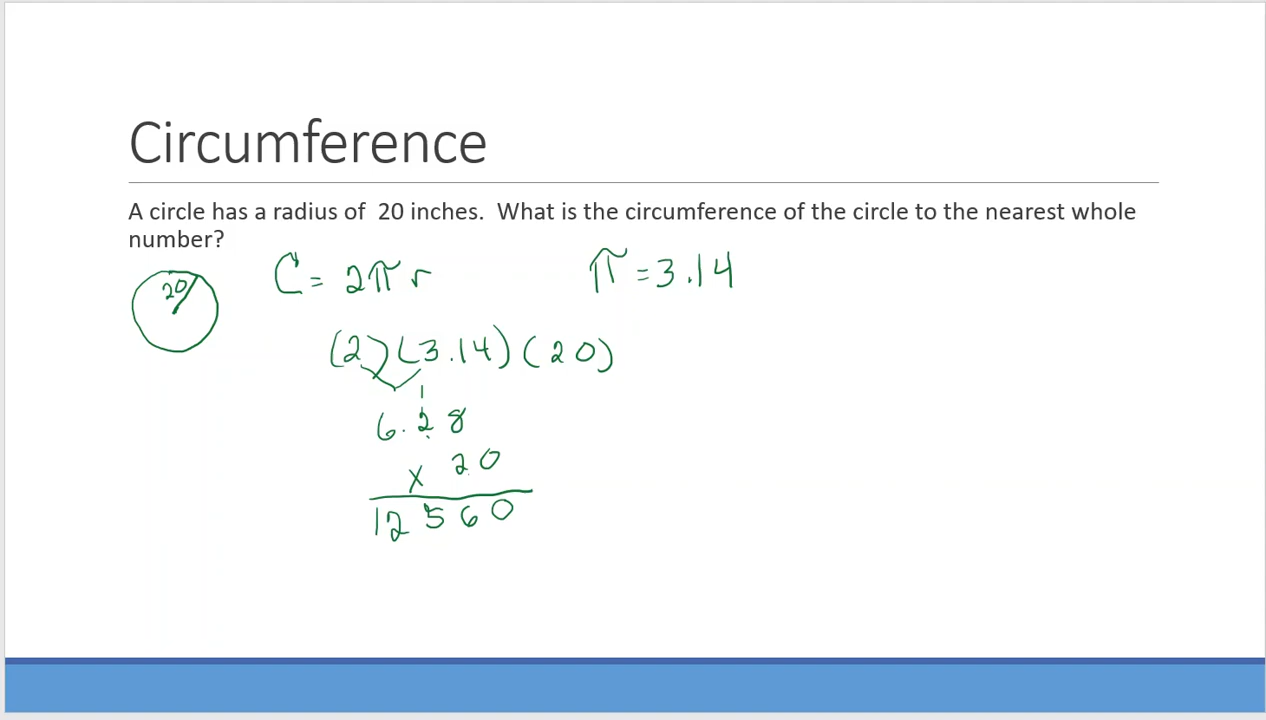 Circumference
A circle has a radius of 20 inches. What is the circumference of the circle to the nearest whole
number?
20
C = 2πr
π = 3.14
(2)(3.14)(20)
1
6.28
x 20
12560